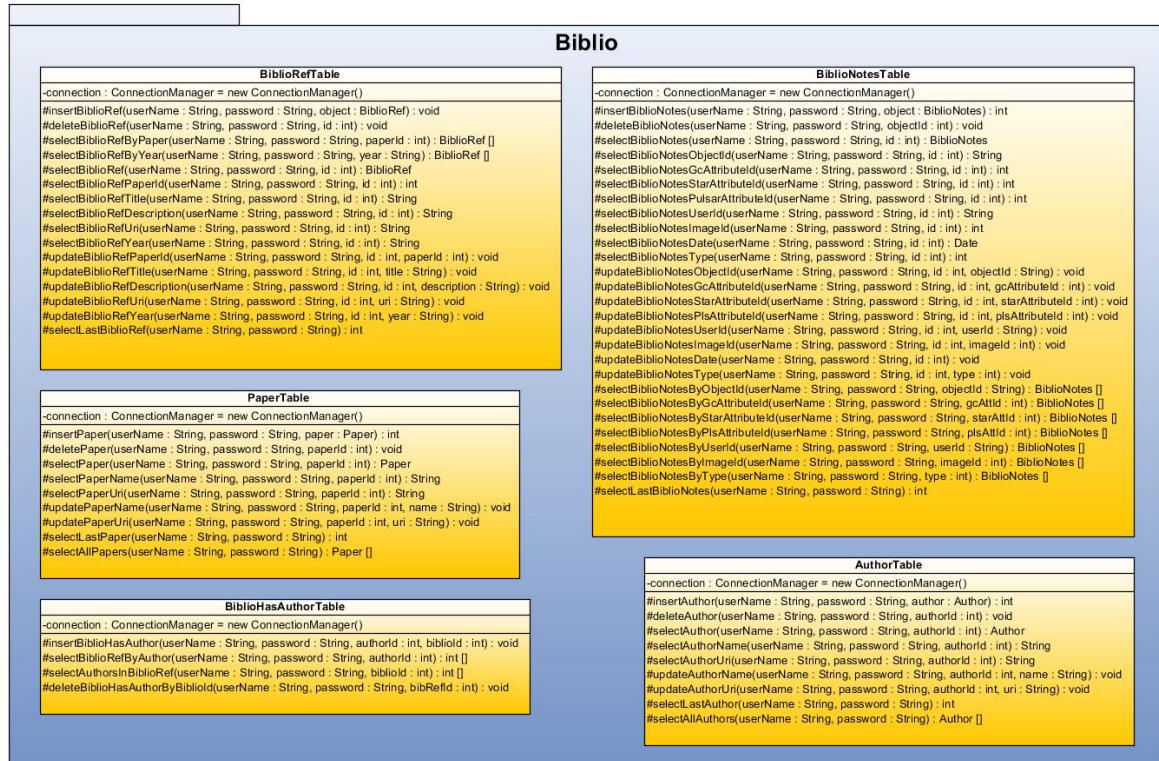 Biblio
BiblioRefTable
-connection : ConnectionManager = new ConnectionManager()
#insertBiblioRef(userName : String, password : String, object : BiblioRef) : void
#deleteBiblioRef(userName : String, password : String, id : int) : void
#selectBiblioRefByPaper(userName : String, password : String, paperId : int) : BiblioRef []
#selectBiblioRefByYear(userName : String, password : String, year : String) : BiblioRef []
#selectBiblioRef(userName : String, password : String, id : int) : BiblioRef
#selectBiblioRefPaperId(userName : String, password : String, id : int) : int
#selectBiblioRefTitle(userName : String, password : String, id : int) : String
#selectBiblioRefDescription(userName : String, password : String, id : int) : String
#selectBiblioRefUri(userName : String, password : String, id : int) : String
#selectBiblioRefYear(userName : String, password : String, id : int) : String
#updateBiblioRefPaperId(userName : String, password : String, id : int, paperId : int) : void
#updateBiblioRefTitle(userName : String, password : String, id : int, title : String) : void
#updateBiblioRefDescription(userName : String, password : String, id : int, description : String) : void
#updateBiblioRefUri(userName : String, password : String, id : int, uri : String) : void
#updateBiblioRefYear(userName : String, password : String, id : int, year : String) : void
#selectLastBiblioRef(userName : String, password : String) : int
PaperTable
-connection : ConnectionManager = new ConnectionManager()
#insertPaper(userName : String, password : String, paper : Paper) : int
#deletePaper(userName : String, password : String, paperId : int) : void
#selectPaper(userName : String, password : String, paperId : int) : Paper
#selectPaperName(userName : String, password : String, paperId : int) : String
#selectPaperUri(userName : String, password : String, paperId : int) : String
#updatePaperName(userName : String, password : String, paperId : int, name : String) : void
#updatePaperUri(userName : String, password : String, paperId : int, uri : String) : void
#selectLastPaper(userName : String, password : String) : int
#selectAllPapers(userName : String, password : String) : Paper []
BiblioHasAuthorTable
-connection : ConnectionManager = new ConnectionManager()
#insertBiblioHasAuthor(userName : String, password : String, authorId : int, biblioId : int) : void
#selectBiblioRefByAuthor(userName : String, password : String, authorId : int) : int []
#selectAuthorsInBiblioRef(userName : String, password : String, biblioId : int) : int []
#deleteBiblioHasAuthorByBiblioId(userName : String, password : String, bibRefId : int) : void
BiblioNotesTable
-connection : ConnectionManager = new ConnectionManager()
#insertBiblioNotes(userName : String, password : String, object : BiblioNotes) : int
#deleteBiblioNotes(userName : String, password : String, objectId : int) : void
#selectBiblioNotes(userName : String, password : String, id : int) : BiblioNotes
#selectBiblioNotesObjectId(userName : String, password : String, id : int) : String
#selectBiblioNotesGcAttributeId(userName : String, password : String, id : int) : int
#selectBiblioNotesStarAttributeId(userName : String, password : String, id : int) : int
#selectBiblioNotesPulsarAttributeId(userName : String, password : String, id : int) : int
#selectBiblioNotesUserId(userName : String, password : String, id : int) : String
#selectBiblioNotesImageId(userName : String, password : String, id : int) : int
#selectBiblioNotesDate(userName : String, password : String, id : int) : Date
#selectBiblioNotesType(userName : String, password : String, id : int) : int
#updateBiblioNotesObjectId(userName : String, password : String, id : int, objectId : String) : void
#updateBiblioNotesGcAttributeId(userName : String, password : String, id : int, gcAttributeId : int) : void
#updateBiblioNotesStarAttributeId(userName : String, password : String, id : int, starAttributeId : int) : void
#updateBiblioNotesPlsAttributeId(userName : String, password : String, id : int, plsAttributeId : int) : void
#updateBiblioNotesUserId(userName : String, password : String, id : int, userId : String) : void
#updateBiblioNotesImageId(userName : String, password : String, id : int, imageId : int) : void
#updateBiblioNotesDate(userName : String, password : String, id : int) : void
#updateBiblioNotesType(userName : String, password : String, id : int, type : int) : void
#selectBiblioNotesByObjectId(userName : String, password : String, objectId : String) : BiblioNotes []
#selectBiblioNotesByGcAttributeId(userName : String, password : String, gcAttId : int) : BiblioNotes []
#selectBiblioNotesByStarAttributeId(userName : String, password : String, starAttId : int) : BiblioNotes []
#selectBiblioNotesByPlsAttributeId(userName : String, password : String, plsAttId : int) : BiblioNotes []
#selectBiblioNotesByUserId(userName : String, password : String, userId : String) : BiblioNotes []
#selectBiblioNotesByImageId(userName : String, password : String, imageId : int) : BiblioNotes []
#selectBiblioNotesByType(userName : String, password : String, type : int) : BiblioNotes []
#selectLastBiblioNotes(userName : String, password : String) : int
AuthorTable
-connection : ConnectionManager = new ConnectionManager()
#insertAuthor(userName : String, password : String, author : Author) : int
#deleteAuthor(userName : String, password : String, authorId : int) : void
#selectAuthor(userName : String, password : String, authorId : int) : Author
#selectAuthorName(userName : String, password : String, authorId : int) : String
#selectAuthorUri(userName : String, password : String, authorId : int) : String
#updateAuthorName(userName : String, password : String, authorId : int, name : String) : void
#updateAuthorUri(userName : String, password : String, authorId : int, uri : String) : void
#selectLastAuthor(userName : String, password : String) : int
#selectAllAuthors(userName : String, password : String) : Author []